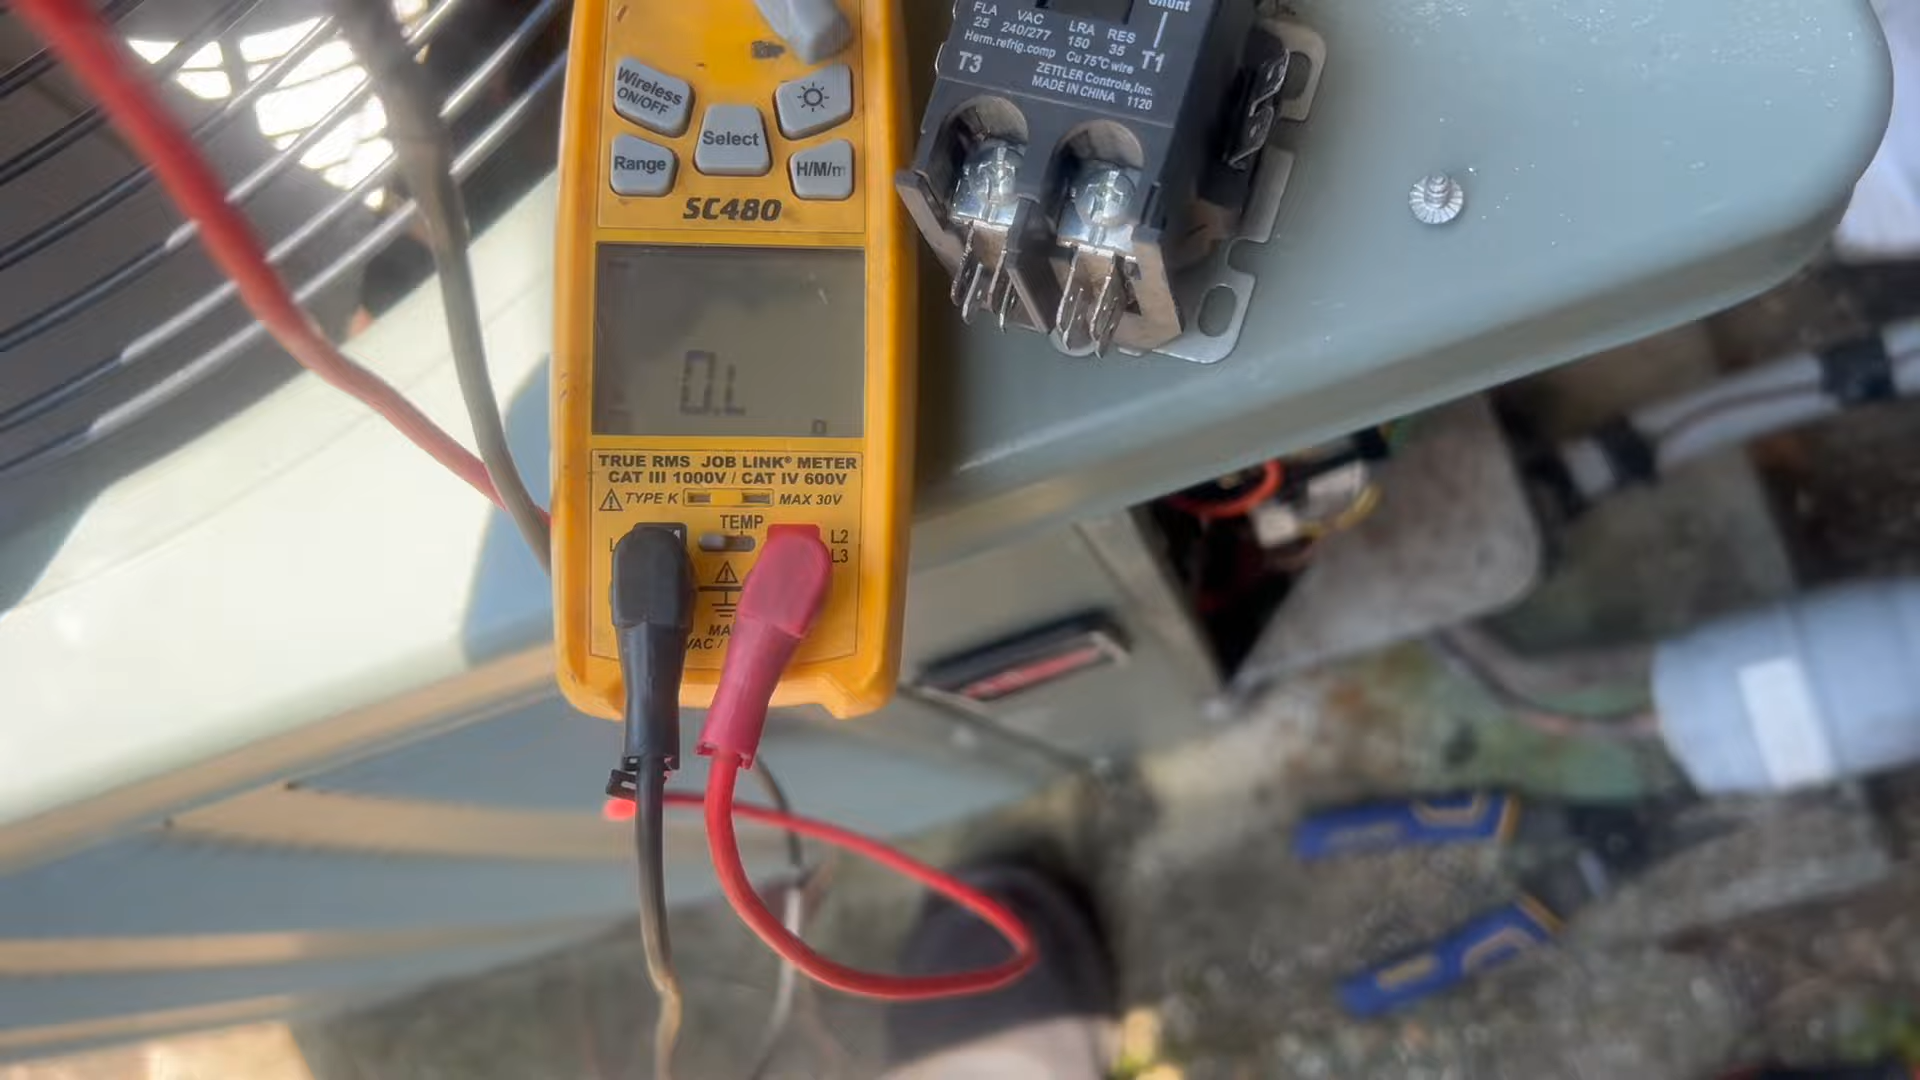 Wireless
ON/OFF
Select
Range
H/M/m
SC480
0.L
Ω
TRUE RMS JOB LINK® METER
CAT III 1000V / CAT IV 600V
TYPE K
MAX 30V
TEMP
L2
L3
VAC /
Shunt
FLA VAC LRA RES
25 240/277 150 35
Herm.refrig.comp Cu 75°C wire
T3 T1
ZETTLER Controls,Inc.
MADE IN CHINA 1120